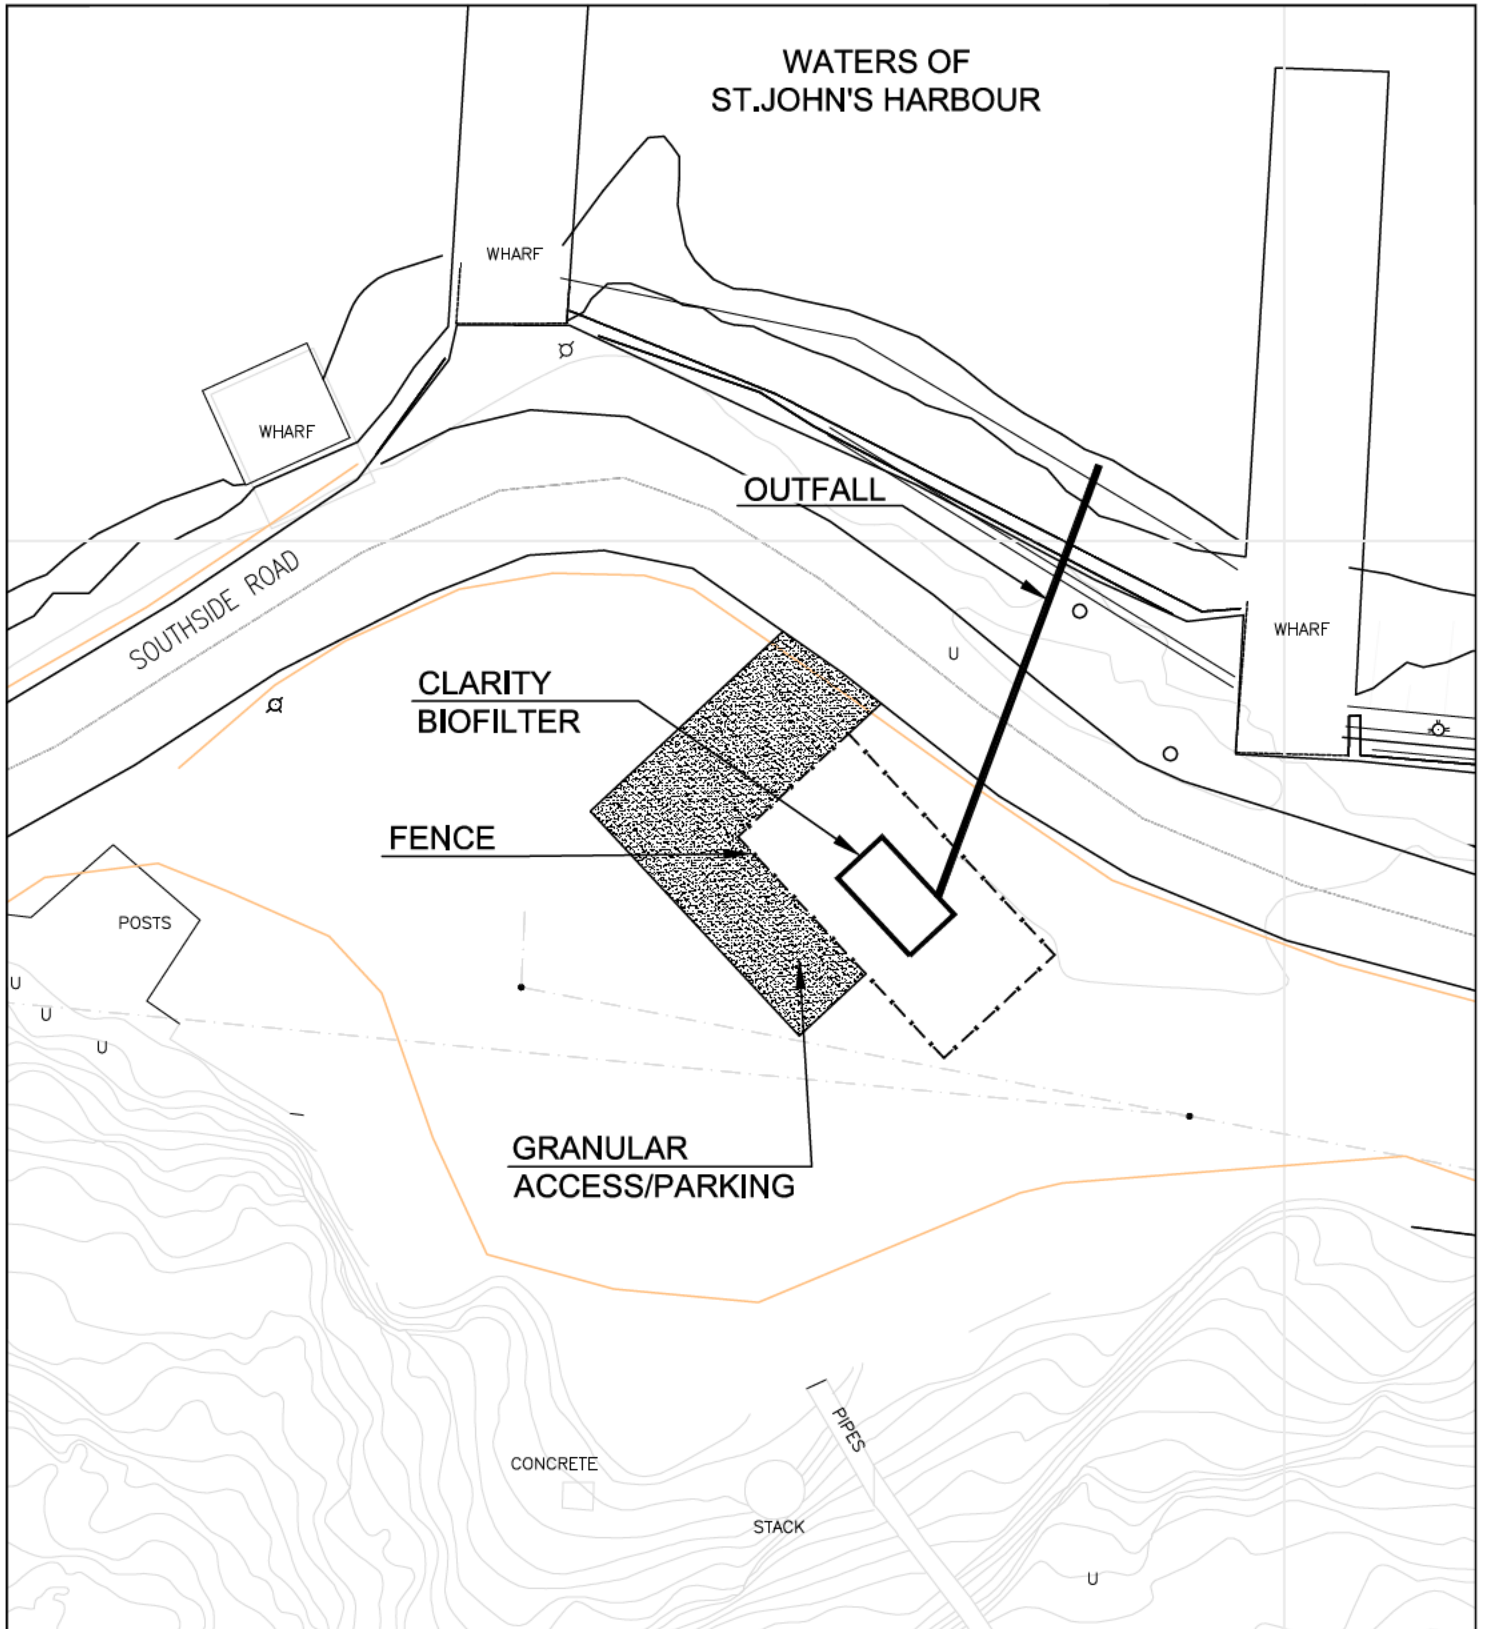 WATERS OF
ST.JOHN'S HARBOUR
WHARF
WHARF
OUTFALL
SOUTHSIDE ROAD
WHARF
U
CLARITY
BIOFILTER
FENCE
POSTS
U
U
U
GRANULAR
ACCESS/PARKING
PIPES
CONCRETE
STACK
U